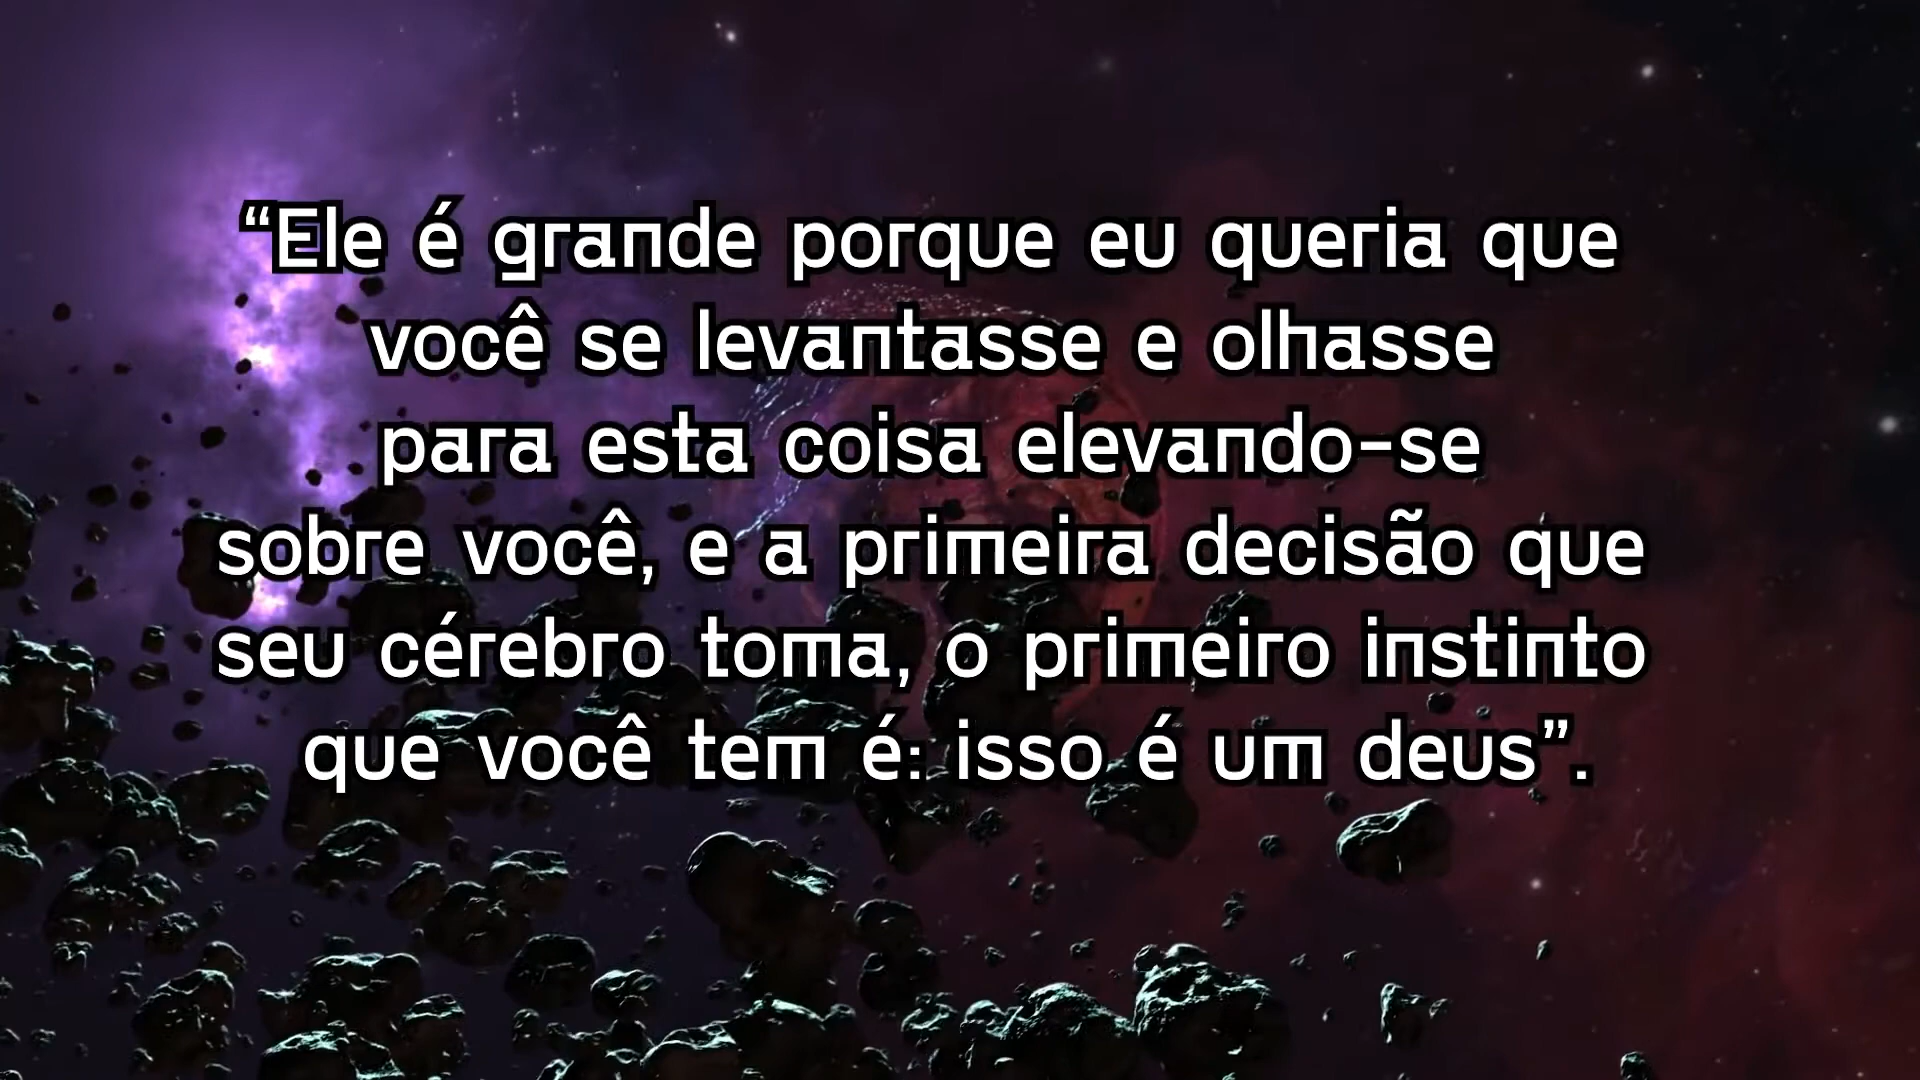 “Ele é grande porque eu queria que
você se levantasse e olhasse
para esta coisa elevando-se
sobre você, e a primeira decisão que
seu cérebro toma, o primeiro instinto
que você tem é: isso é um deus”.